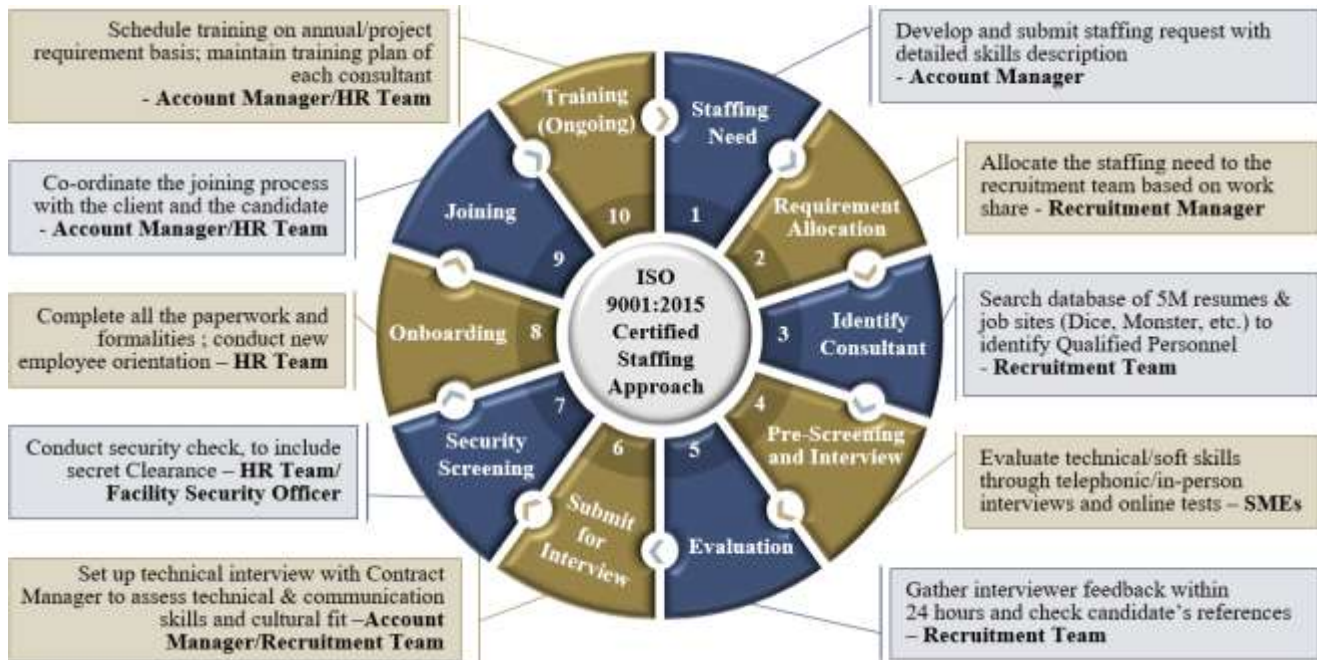 Schedule training on annual/project
requirement basis; maintain training plan of
each consultant
- Account Manager/HR Team
Develop and submit staffing request with
detailed skills description
- Account Manager
Co-ordinate the joining process
with the client and the candidate
- Account Manager/HR Team
Allocate the staffing need to the
recruitment team based on work
share - Recruitment Manager
Complete all the paperwork and
formalities ; conduct new
employee orientation – HR Team
Search database of 5M resumes &
job sites (Dice, Monster, etc.) to
identify Qualified Personnel
- Recruitment Team
Conduct security check, to include
secret Clearance – HR Team/
Facility Security Officer
Evaluate technical/soft skills
through telephonic/in-person
interviews and online tests – SMEs
Set up technical interview with Contract
Manager to assess technical & communication
skills and cultural fit –Account
Manager/Recruitment Team
Gather interviewer feedback within
24 hours and check candidate's references
– Recruitment Team
Staffing
Need
1
Requirement
Allocation
2
Identify
Consultant
3
Pre-Screening
and Interview
4
Evaluation
5
Submit
for
Interview
6
Security
Screening
7
Onboarding
8
Joining
9
Training
(Ongoing)
10
ISO
9001:2015
Certified
Staffing
Approach